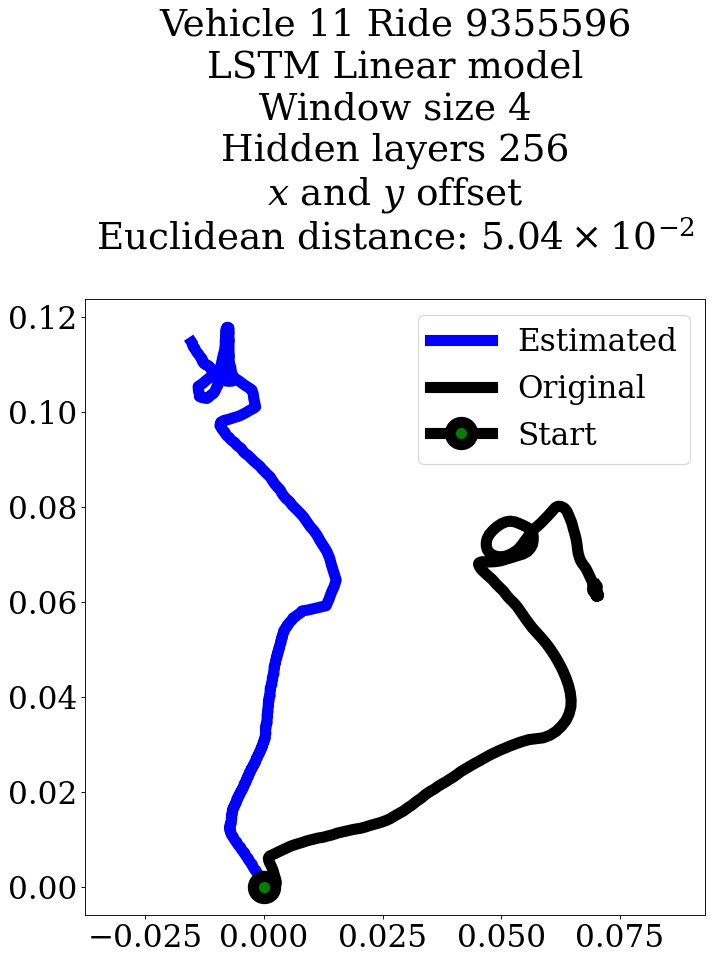 Vehicle 11 Ride 9355596
LSTM Linear model
Window size 4
Hidden layers 256
x and y offset
Euclidean distance: 5.04 × 10⁻²
Estimated
Original
Start
0.12
0.10
0.08
0.06
0.04
0.02
0.00
−0.025 0.000 0.025 0.050 0.075